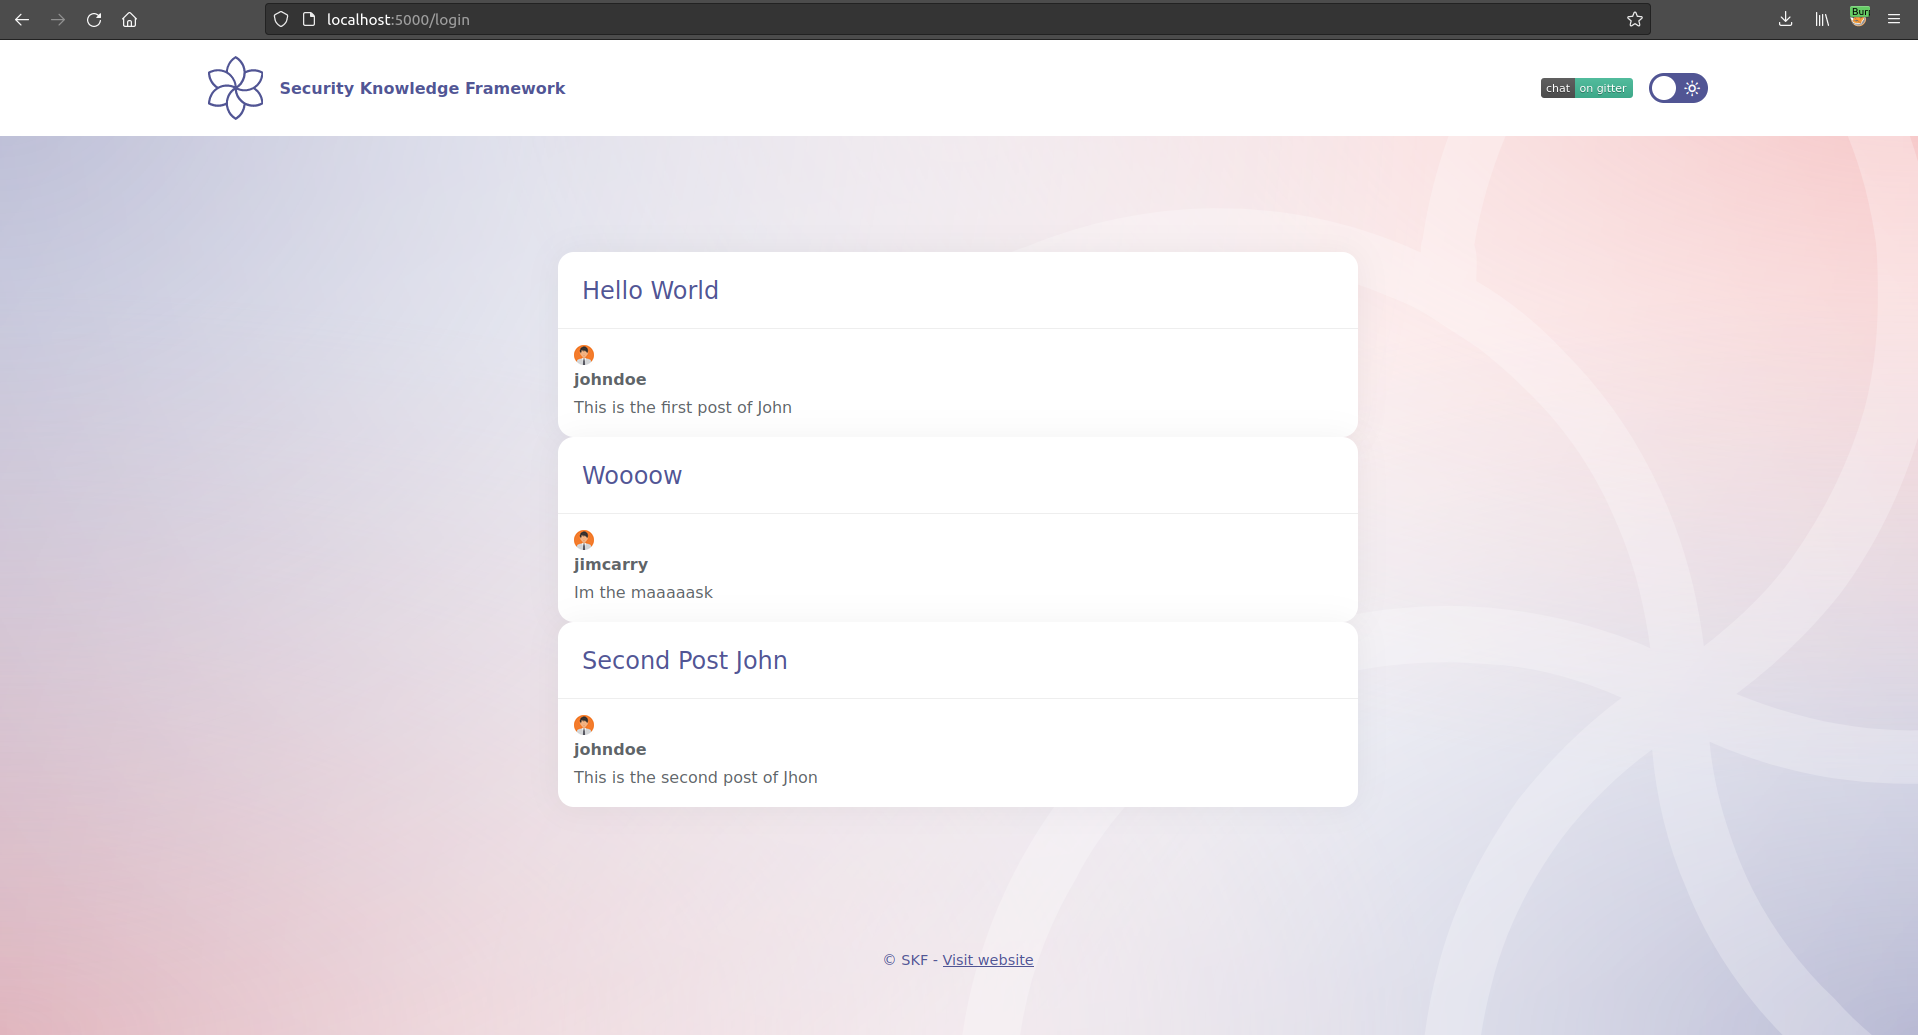 localhost:5000/login
Bur
Security Knowledge Framework
chat on gitter
Hello World
johndoe
This is the first post of John
Woooow
jimcarry
Im the maaaaask
Second Post John
johndoe
This is the second post of Jhon
© SKF - Visit website